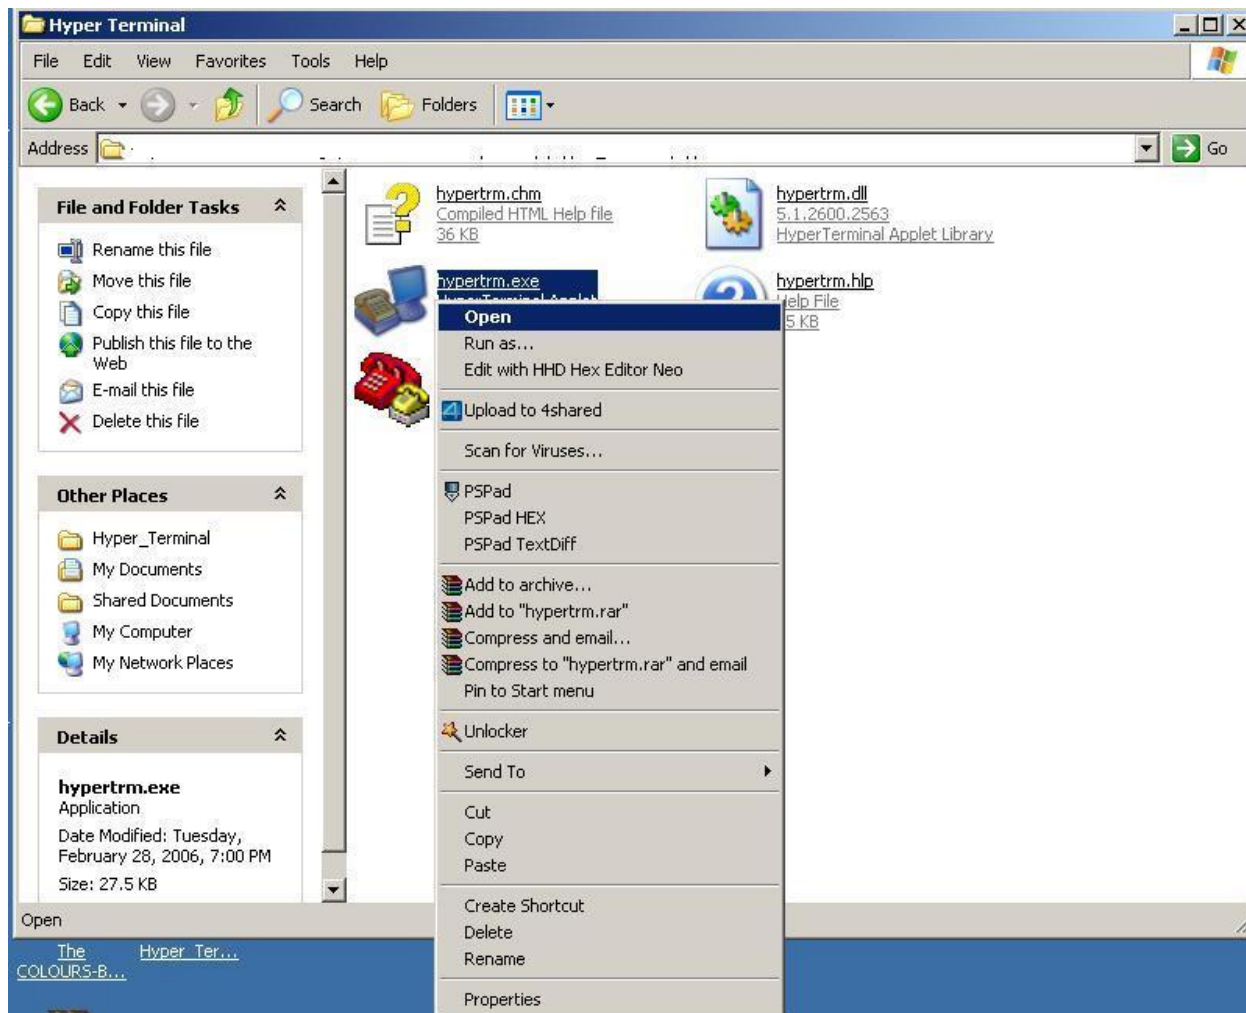 Hyper Terminal
File Edit View Favorites Tools Help
Back Search Folders
Address Go
File and Folder Tasks
Rename this file
Move this file
Copy this file
Publish this file to the
Web
E-mail this file
Delete this file
Other Places
Hyper_Terminal
My Documents
Shared Documents
My Computer
My Network Places
Details
hypertrm.exe
Application
Date Modified: Tuesday,
February 28, 2006, 7:00 PM
Size: 27.5 KB
hypertrm.chm
Compiled HTML Help file
36 KB
hypertrm.dll
5.1.2600.2563
HyperTerminal Applet Library
hypertrm.exe
HyperTerminal Applet
hypertrm.hlp
Help File
5 KB
Open
Run as...
Edit with HHD Hex Editor Neo
Upload to 4shared
Scan for Viruses...
PSPad
PSPad HEX
PSPad TextDiff
Add to archive...
Add to "hypertrm.rar"
Compress and email...
Compress to "hypertrm.rar" and email
Pin to Start menu
Unlocker
Send To
Cut
Copy
Paste
Create Shortcut
Delete
Rename
Properties
Open
The
COLOURS-B...
Hyper_Ter...